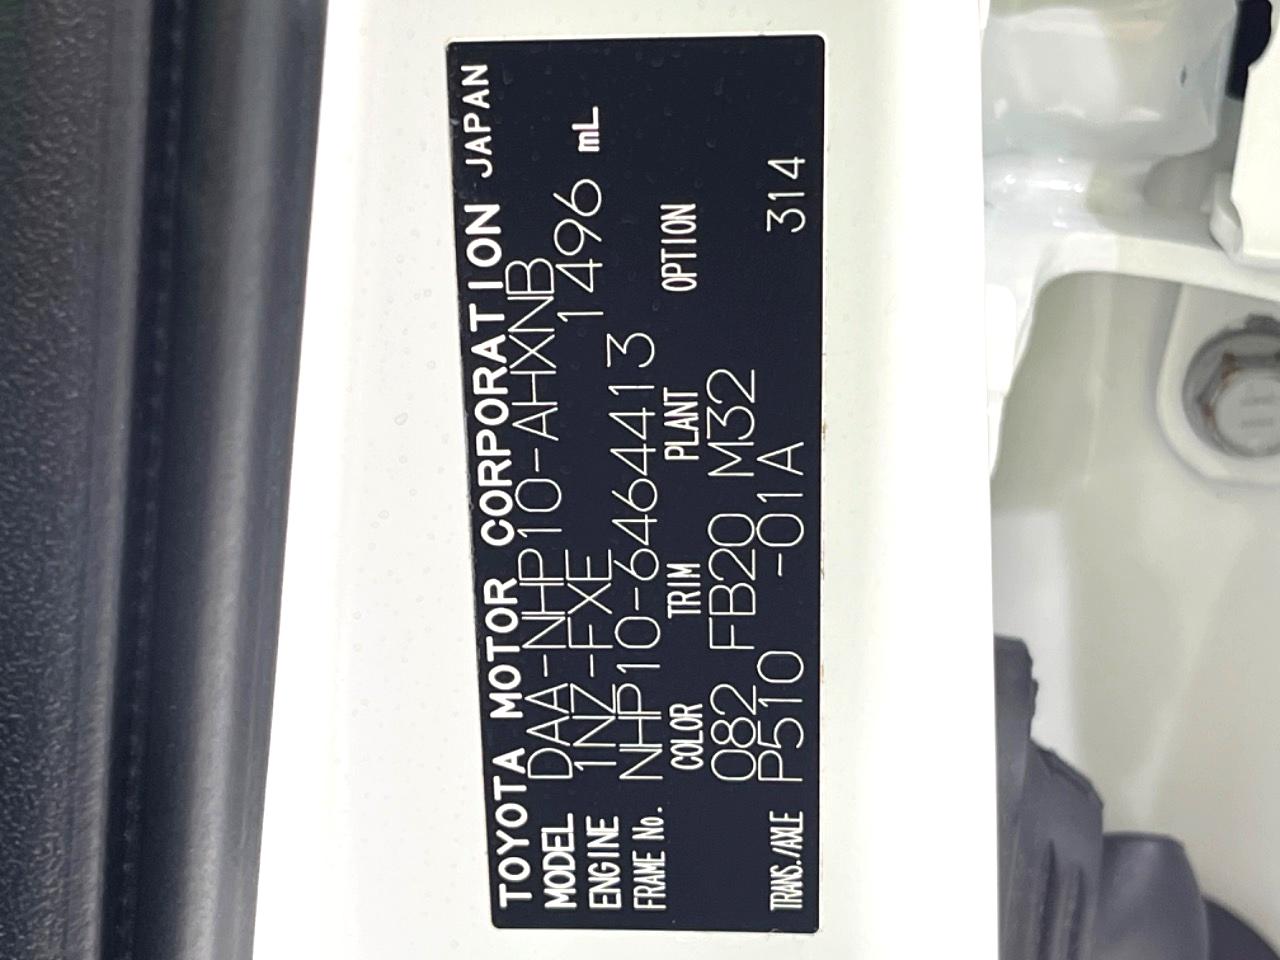 TOYOTA MOTOR CORPORATION JAPAN
MODEL DAA-NHP10-AHXNB
ENGINE 1NZ-FXE 1496 mL
FRAME No. NHP10-6464413
COLOR TRIM PLANT OPTION
082 FB20 M32
TRANS./AXLE P510 -01A 314